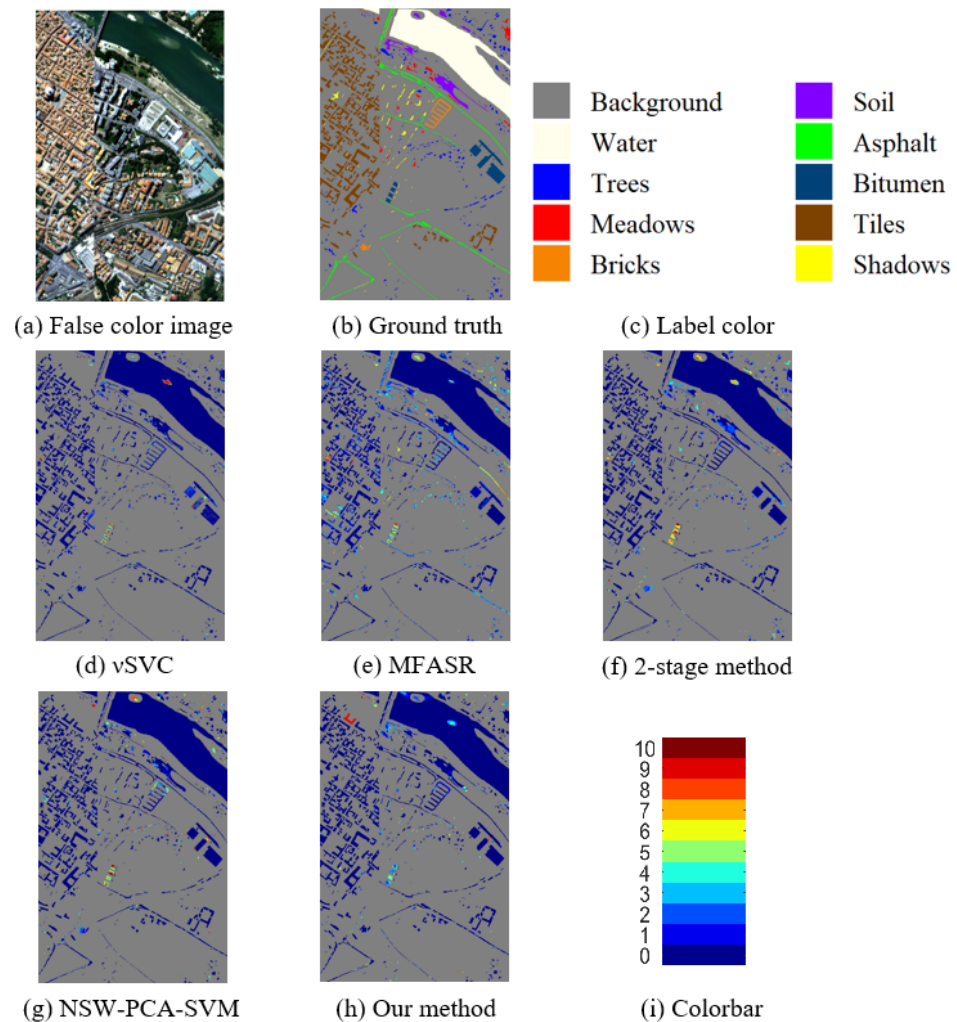 Background
Water
Trees
Meadows
Bricks
Soil
Asphalt
Bitumen
Tiles
Shadows
(a) False color image
(b) Ground truth
(c) Label color
(d) νSVC
(e) MFASR
(f) 2-stage method
10
9
8
7
6
5
4
3
2
1
0
(g) NSW-PCA-SVM
(h) Our method
(i) Colorbar